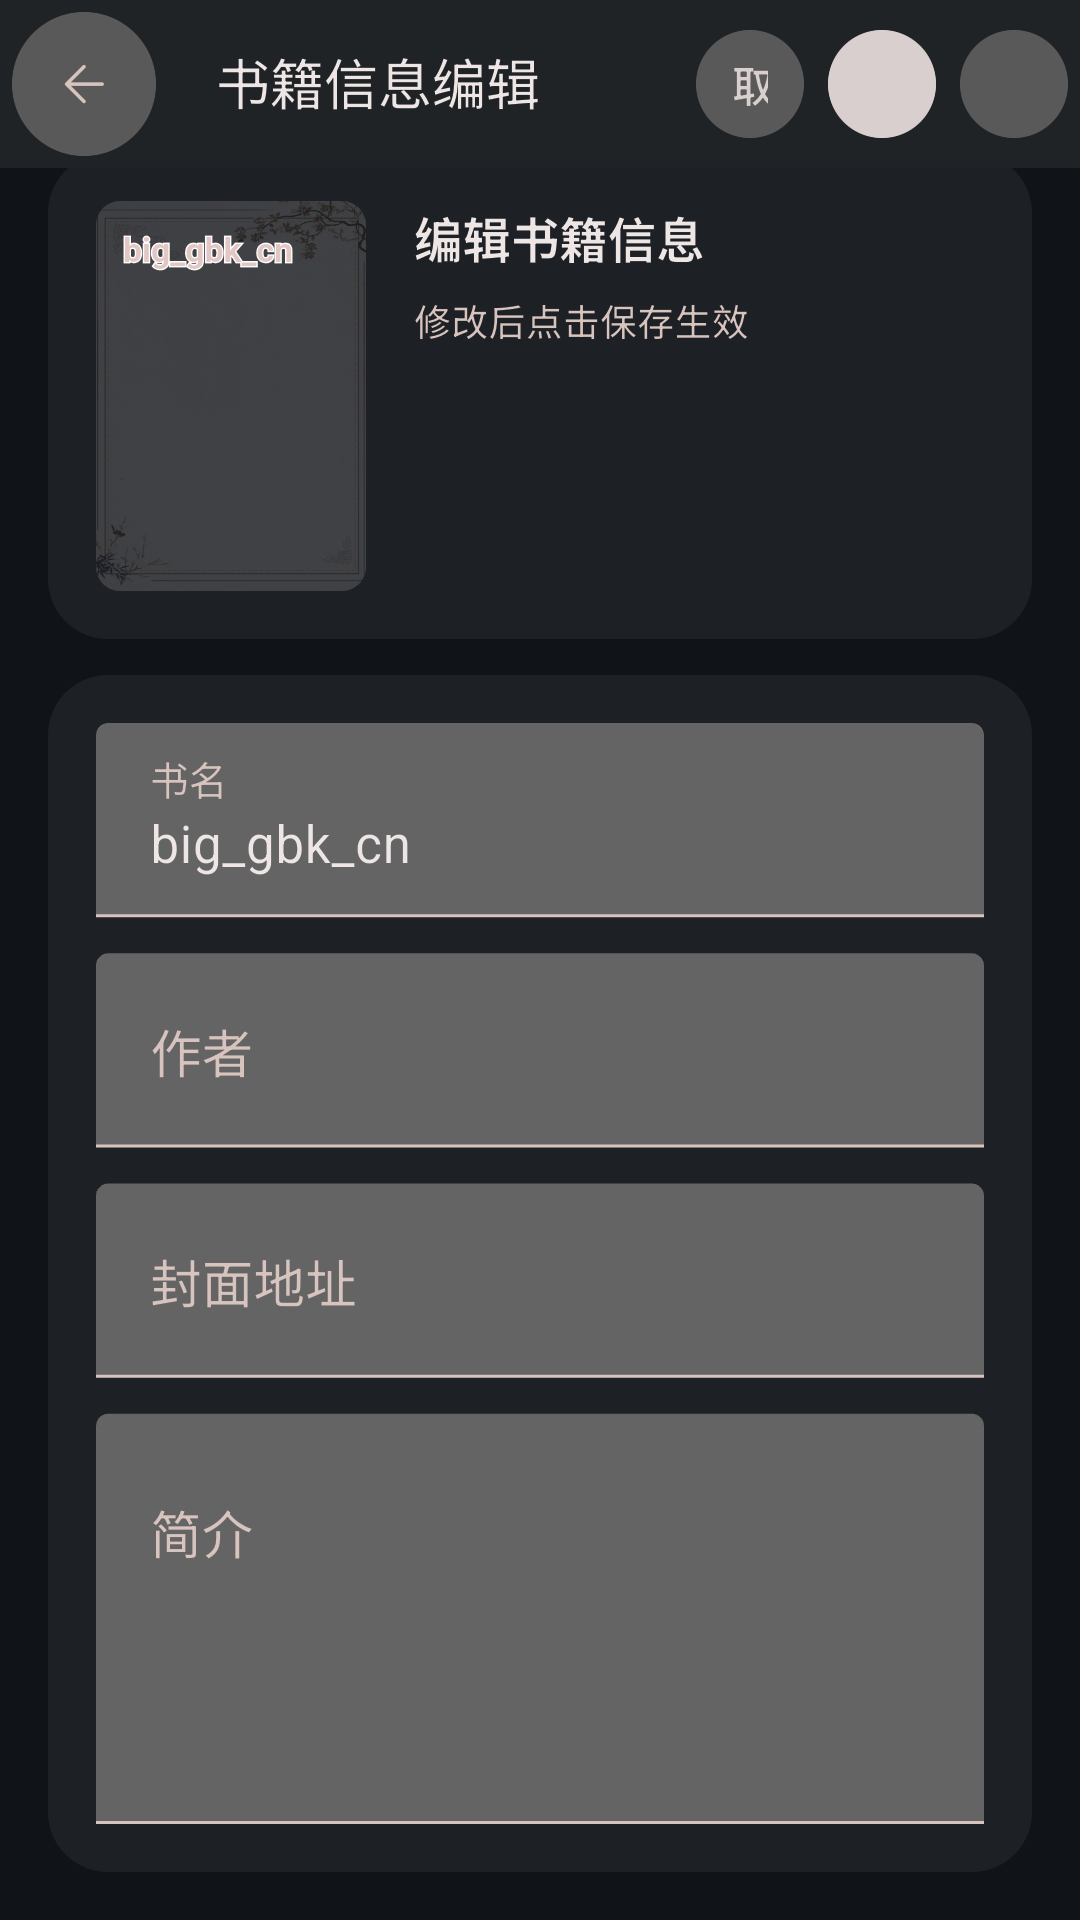 书籍信息编辑
取
big_gbk_cn
编辑书籍信息
修改后点击保存生效
书名
big_gbk_cn
作者
封面地址
简介